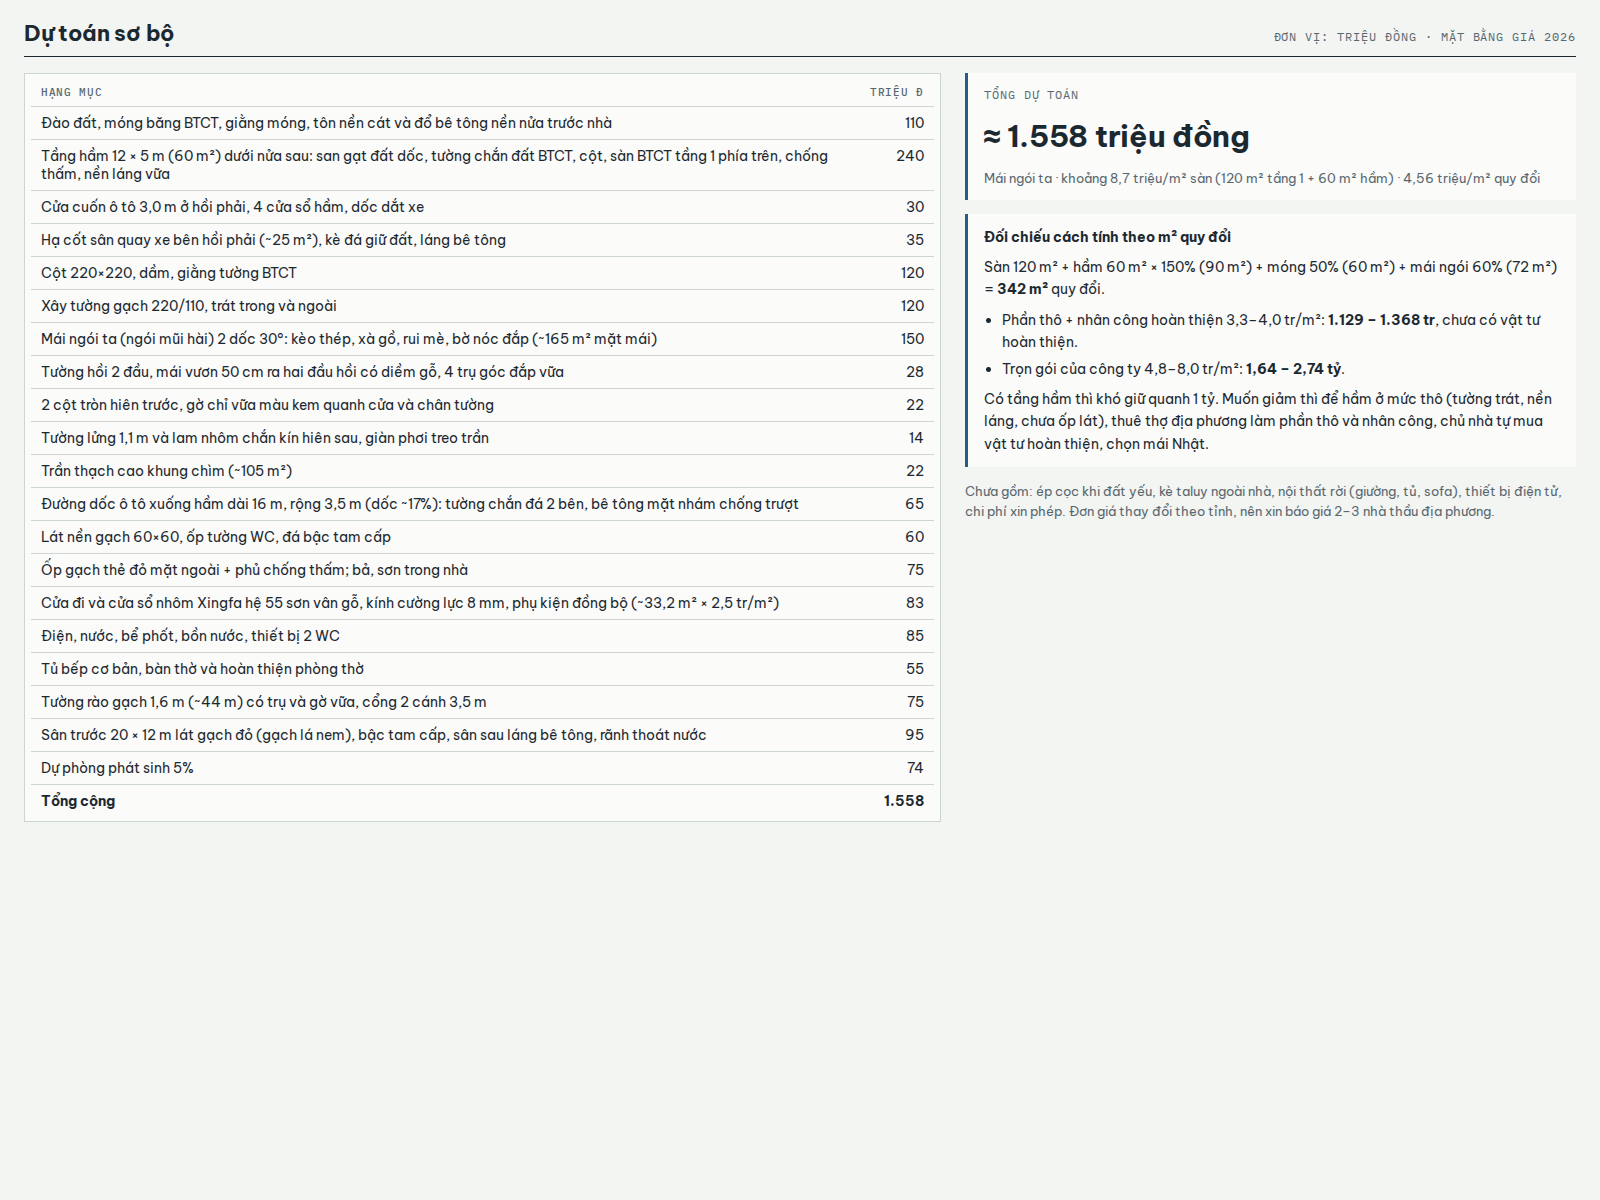 Dự toán sơ bộ
ĐƠN VỊ: TRIỆU ĐỒNG · MẶT BẰNG GIÁ 2026
HẠNG MỤC TRIỆU Đ
Đào đất, móng băng BTCT, giằng móng, tôn nền cát và đổ bê tông nền nửa trước nhà 110
Tầng hầm 12 × 5 m (60 m²) dưới nửa sau: san gạt đất dốc, tường chắn đất BTCT, cột, sàn BTCT tầng 1 phía trên, chống 240
thấm, nền láng vữa
Cửa cuốn ô tô 3,0 m ở hồi phải, 4 cửa sổ hầm, dốc dắt xe 30
Hạ cốt sân quay xe bên hồi phải (~25 m²), kè đá giữ đất, láng bê tông 35
Cột 220×220, dầm, giằng tường BTCT 120
Xây tường gạch 220/110, trát trong và ngoài 120
Mái ngói ta (ngói mũi hài) 2 dốc 30°: kèo thép, xà gồ, rui mè, bờ nóc đắp (~165 m² mặt mái) 150
Tường hồi 2 đầu, mái vươn 50 cm ra hai đầu hồi có diềm gỗ, 4 trụ góc đắp vữa 28
2 cột tròn hiên trước, gờ chỉ vữa màu kem quanh cửa và chân tường 22
Tường lửng 1,1 m và lam nhôm chắn kín hiên sau, giàn phơi treo trần 14
Trần thạch cao khung chìm (~105 m²) 22
Đường dốc ô tô xuống hầm dài 16 m, rộng 3,5 m (dốc ~17%): tường chắn đá 2 bên, bê tông mặt nhám chống trượt 65
Lát nền gạch 60×60, ốp tường WC, đá bậc tam cấp 60
Ốp gạch thẻ đỏ mặt ngoài + phủ chống thấm; bả, sơn trong nhà 75
Cửa đi và cửa sổ nhôm Xingfa hệ 55 sơn vân gỗ, kính cường lực 8 mm, phụ kiện đồng bộ (~33,2 m² × 2,5 tr/m²) 83
Điện, nước, bể phốt, bồn nước, thiết bị 2 WC 85
Tủ bếp cơ bản, bàn thờ và hoàn thiện phòng thờ 55
Tường rào gạch 1,6 m (~44 m) có trụ và gờ vữa, cổng 2 cánh 3,5 m 75
Sân trước 20 × 12 m lát gạch đỏ (gạch lá nem), bậc tam cấp, sân sau láng bê tông, rãnh thoát nước 95
Dự phòng phát sinh 5% 74
Tổng cộng 1.558
TỔNG DỰ TOÁN
≈ 1.558 triệu đồng
Mái ngói ta · khoảng 8,7 triệu/m² sàn (120 m² tầng 1 + 60 m² hầm) · 4,56 triệu/m² quy đổi
Đối chiếu cách tính theo m² quy đổi
Sàn 120 m² + hầm 60 m² × 150% (90 m²) + móng 50% (60 m²) + mái ngói 60% (72 m²)
= 342 m² quy đổi.
• Phần thô + nhân công hoàn thiện 3,3–4,0 tr/m²: 1.129 – 1.368 tr, chưa có vật tư
hoàn thiện.
• Trọn gói của công ty 4,8–8,0 tr/m²: 1,64 – 2,74 tỷ.
Có tầng hầm thì khó giữ quanh 1 tỷ. Muốn giảm thì để hầm ở mức thô (tường trát, nền
láng, chưa ốp lát), thuê thợ địa phương làm phần thô và nhân công, chủ nhà tự mua
vật tư hoàn thiện, chọn mái Nhật.
Chưa gồm: ép cọc khi đất yếu, kè taluy ngoài nhà, nội thất rời (giường, tủ, sofa), thiết bị điện tử,
chi phí xin phép. Đơn giá thay đổi theo tỉnh, nên xin báo giá 2–3 nhà thầu địa phương.